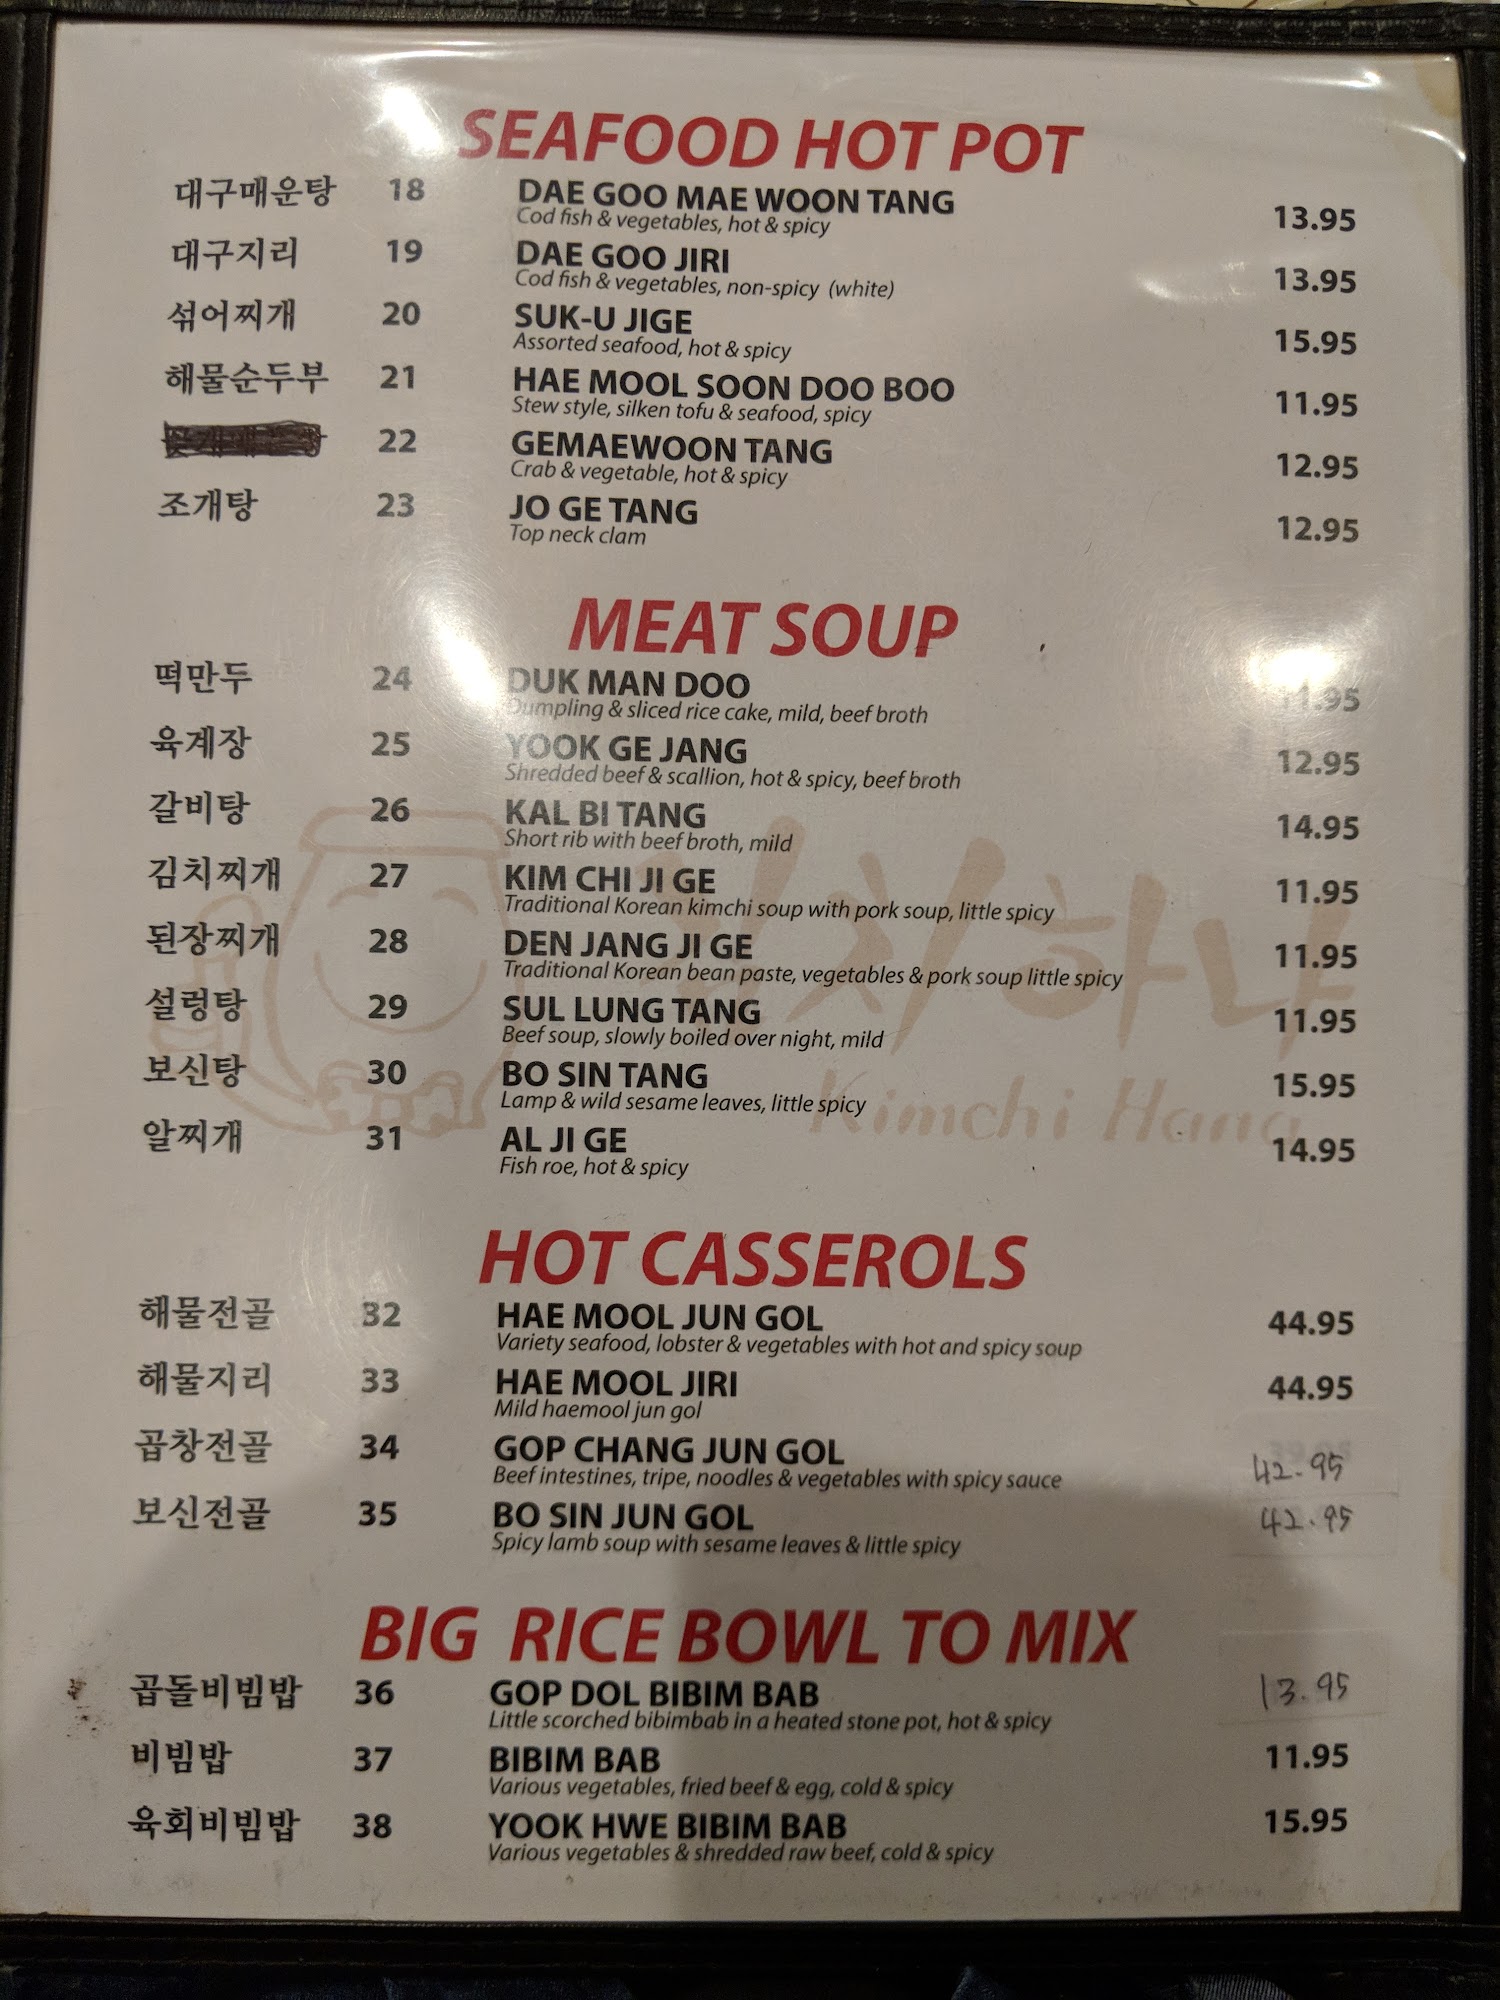 SEAFOOD HOT POT
대구매운탕 18 DAE GOO MAE WOON TANG 13.95
Cod fish & vegetables, hot & spicy
대구지리 19 DAE GOO JIRI 13.95
Cod fish & vegetables, non-spicy (white)
섞어찌개 20 SUK-U JIGE 15.95
Assorted seafood, hot & spicy
해물순두부 21 HAE MOOL SOON DOO BOO 11.95
Stew style, silken tofu & seafood, spicy
22 GEMAEWOON TANG 12.95
Crab & vegetable, hot & spicy
조개탕 23 JO GE TANG 12.95
Top neck clam
MEAT SOUP
떡만두 24 DUK MAN DOO 11.95
Dumpling & sliced rice cake, mild, beef broth
육계장 25 YOOK GE JANG 12.95
Shredded beef & scallion, hot & spicy, beef broth
갈비탕 26 KAL BI TANG 14.95
Short rib with beef broth, mild
김치찌개 27 KIM CHI JI GE 11.95
Traditional Korean kimchi soup with pork soup, little spicy
된장찌개 28 DEN JANG JI GE 11.95
Traditional Korean bean paste, vegetables & pork soup little spicy
설렁탕 29 SUL LUNG TANG 11.95
Beef soup, slowly boiled over night, mild
보신탕 30 BO SIN TANG 15.95
Lamp & wild sesame leaves, little spicy
알찌개 31 AL JI GE 14.95
Fish roe, hot & spicy
김치하나
Kimchi Hana
HOT CASSEROLS
해물전골 32 HAE MOOL JUN GOL 44.95
Variety seafood, lobster & vegetables with hot and spicy soup
해물지리 33 HAE MOOL JIRI 44.95
Mild haemool jun gol
곱창전골 34 GOP CHANG JUN GOL 42.95
Beef intestines, tripe, noodles & vegetables with spicy sauce
보신전골 35 BO SIN JUN GOL 42.95
Spicy lamb soup with sesame leaves & little spicy
BIG RICE BOWL TO MIX
곱돌비빔밥 36 GOP DOL BIBIM BAB 13.95
Little scorched bibimbab in a heated stone pot, hot & spicy
비빔밥 37 BIBIM BAB 11.95
Various vegetables, fried beef & egg, cold & spicy
육회비빔밥 38 YOOK HWE BIBIM BAB 15.95
Various vegetables & shredded raw beef, cold & spicy